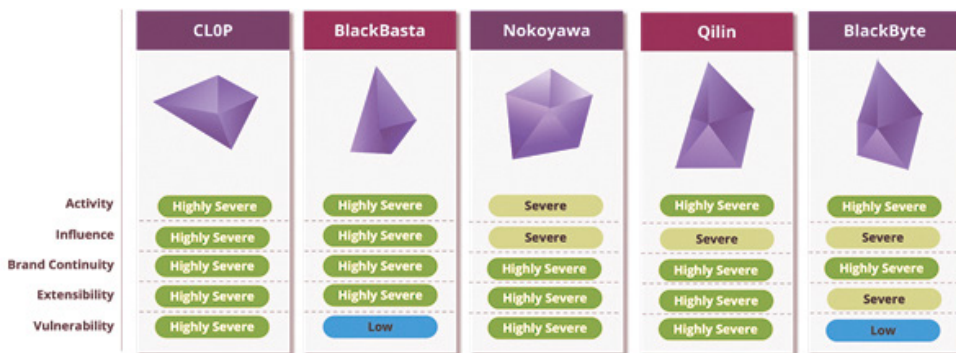 CL0P BlackBasta Nokoyawa Qilin BlackByte
Activity Highly Severe Highly Severe Severe Highly Severe Highly Severe
Influence Highly Severe Highly Severe Severe Severe Severe
Brand Continuity Highly Severe Highly Severe Highly Severe Highly Severe Highly Severe
Extensibility Highly Severe Highly Severe Highly Severe Highly Severe Severe
Vulnerability Highly Severe Low Highly Severe Highly Severe Low